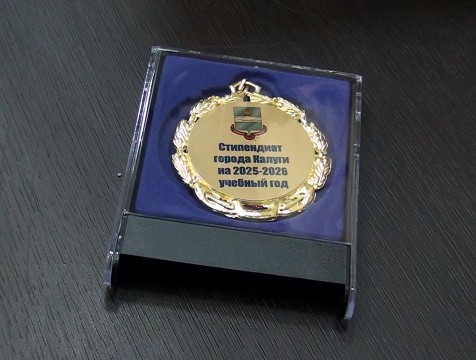 Стипендиат
города Калуги
на 2025-2026
учебный год